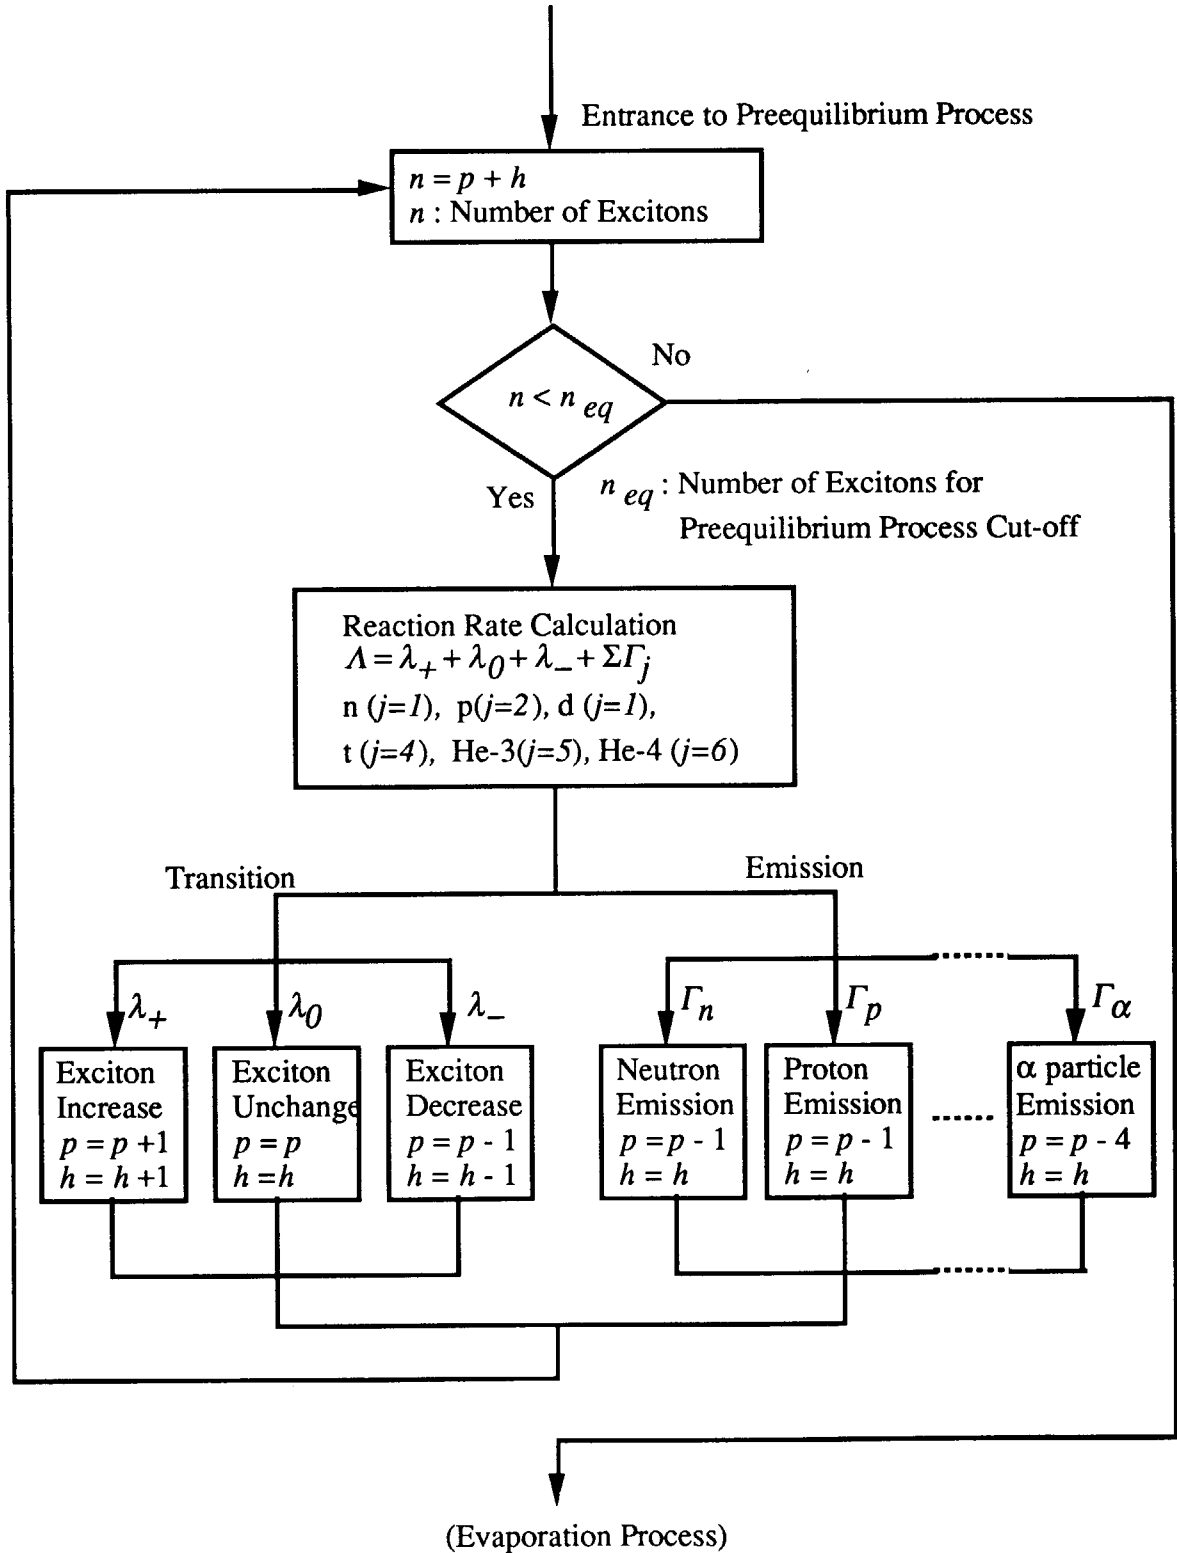 Entrance to Preequilibrium Process
n = p + h
n : Number of Excitons
No
n < n eq
Yes
n eq : Number of Excitons for
Preequilibrium Process Cut-off
Reaction Rate Calculation
Λ = λ+ + λ0 + λ− + ΣΓj
n (j=1), p(j=2), d (j=1),
t (j=4), He-3(j=5), He-4 (j=6)
Transition
Emission
λ+
λ0
λ−
Γn
Γp
Γα
Exciton
Increase
p = p +1
h = h +1
Exciton
Unchange
p = p
h =h
Exciton
Decrease
p = p - 1
h = h - 1
Neutron
Emission
p =p - 1
h = h
Proton
Emission
p = p - 1
h = h
α particle
Emission
p = p - 4
h = h
(Evaporation Process)